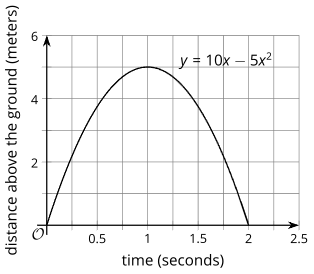 distance above the ground (meters)
6
4
2
y = 10x − 5x²
O
0.5
1
1.5
2
2.5
time (seconds)